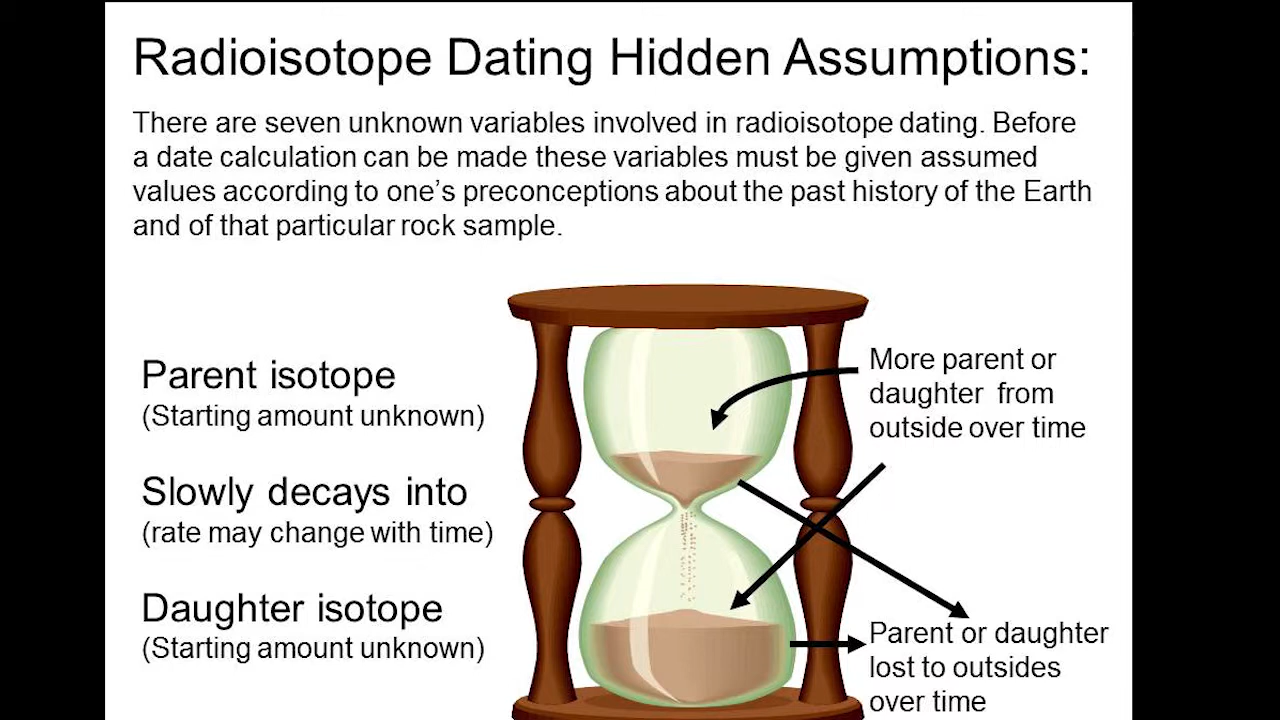 Radioisotope Dating Hidden Assumptions:
There are seven unknown variables involved in radioisotope dating. Before
a date calculation can be made these variables must be given assumed
values according to one's preconceptions about the past history of the Earth
and of that particular rock sample.
Parent isotope
(Starting amount unknown)
Slowly decays into
(rate may change with time)
Daughter isotope
(Starting amount unknown)
More parent or
daughter from
outside over time
Parent or daughter
lost to outsides
over time